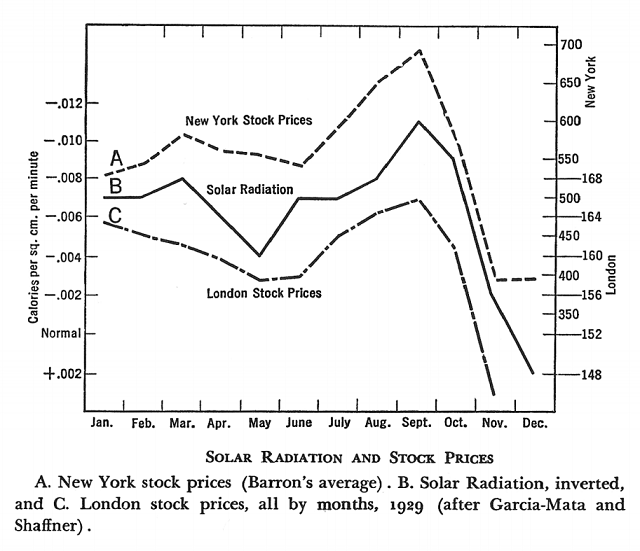 700
650
New York
600
550
500
450
400
350
168
164
160
London
156
152
148
Calories per sq. cm. per minute
−.012
−.010
−.008
−.006
−.004
−.002
Normal
+.002
A
New York Stock Prices
B
Solar Radiation
C
London Stock Prices
Jan. Feb. Mar. Apr. May June July Aug. Sept. Oct. Nov. Dec.
SOLAR RADIATION AND STOCK PRICES
A. New York stock prices (Barron's average). B. Solar Radiation, inverted,
and C. London stock prices, all by months, 1929 (after Garcia-Mata and
Shaffner).